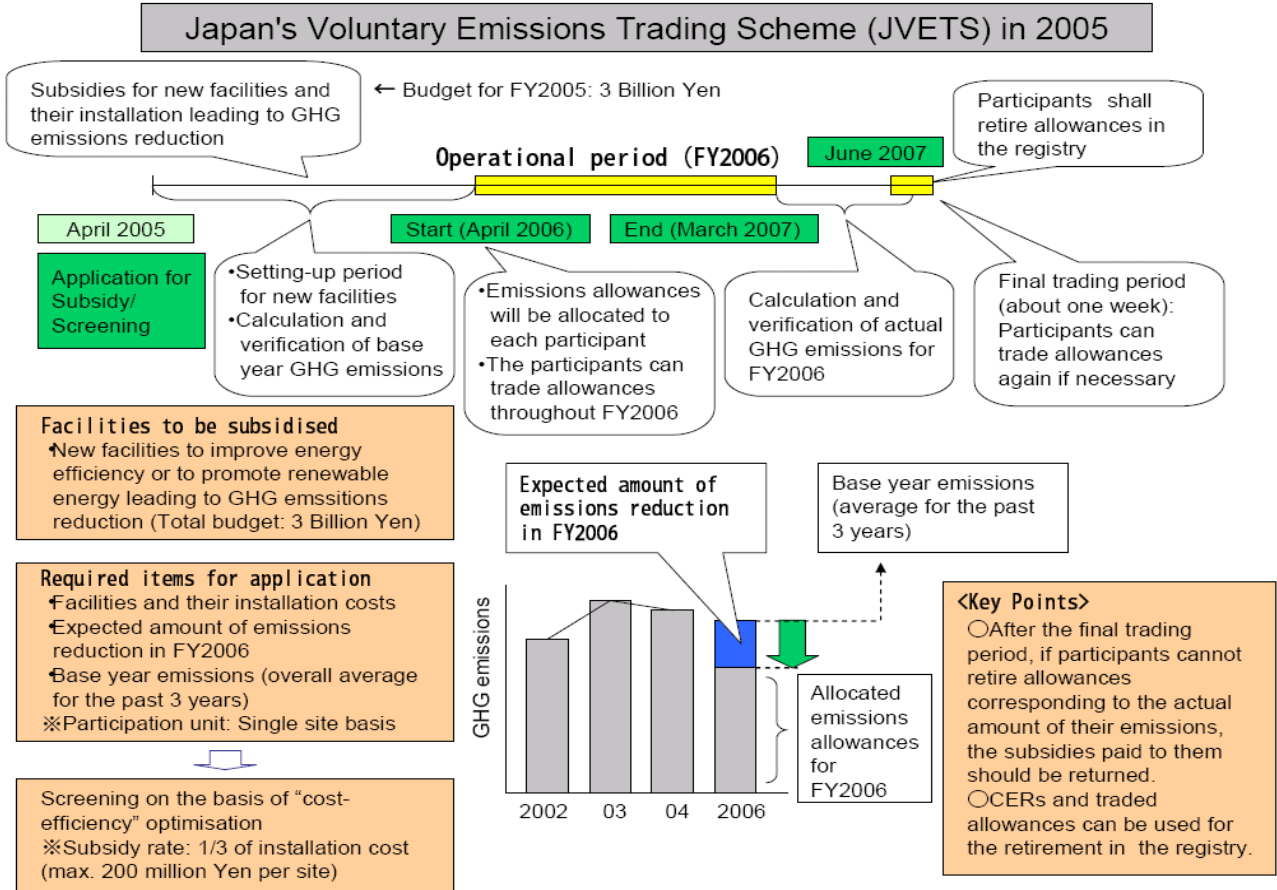 Japan's Voluntary Emissions Trading Scheme (JVETS) in 2005
Subsidies for new facilities and
their installation leading to GHG
emissions reduction
← Budget for FY2005: 3 Billion Yen
Participants shall
retire allowances in
the registry
Operational period (FY2006)
June 2007
April 2005
Start (April 2006)
End (March 2007)
Application for
Subsidy/
Screening
•Setting-up period
for new facilities
•Calculation and
verification of base
year GHG emissions
•Emissions allowances
will be allocated to
each participant
•The participants can
trade allowances
throughout FY2006
Calculation and
verification of actual
GHG emissions for
FY2006
Final trading period
(about one week):
Participants can
trade allowances
again if necessary
Facilities to be subsidised
•New facilities to improve energy
efficiency or to promote renewable
energy leading to GHG emssitions
reduction (Total budget: 3 Billion Yen)
Required items for application
•Facilities and their installation costs
•Expected amount of emissions
reduction in FY2006
•Base year emissions (overall average
for the past 3 years)
※Participation unit: Single site basis
Screening on the basis of “cost-
efficiency” optimisation
※Subsidy rate: 1/3 of installation cost
(max. 200 million Yen per site)
Expected amount of
emissions reduction
in FY2006
Base year emissions
(average for the past
3 years)
GHG emissions
2002 03 04 2006
Allocated
emissions
allowances
for
FY2006
<Key Points>
○After the final trading
period, if participants cannot
retire allowances
corresponding to the actual
amount of their emissions,
the subsidies paid to them
should be returned.
○CERs and traded
allowances can be used for
the retirement in the registry.